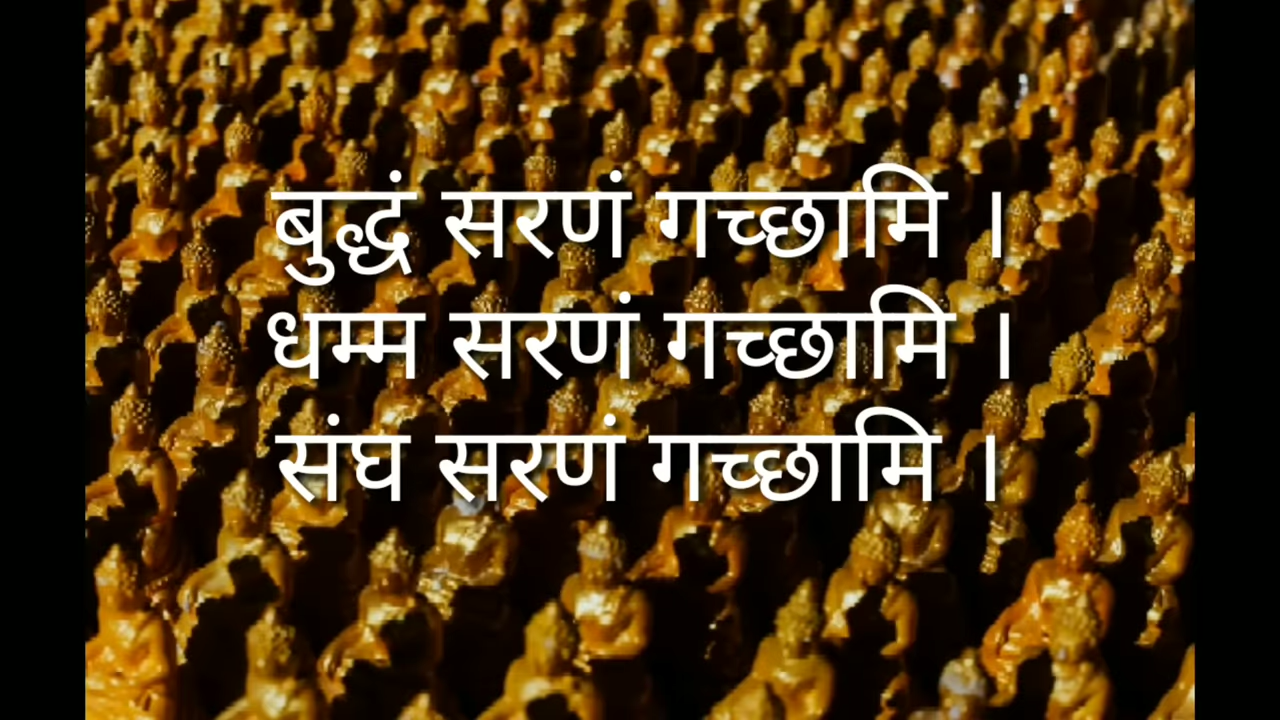 बुद्धं सरणं गच्छामि ।
धम्म सरणं गच्छामि ।
संघ सरणं गच्छामि ।